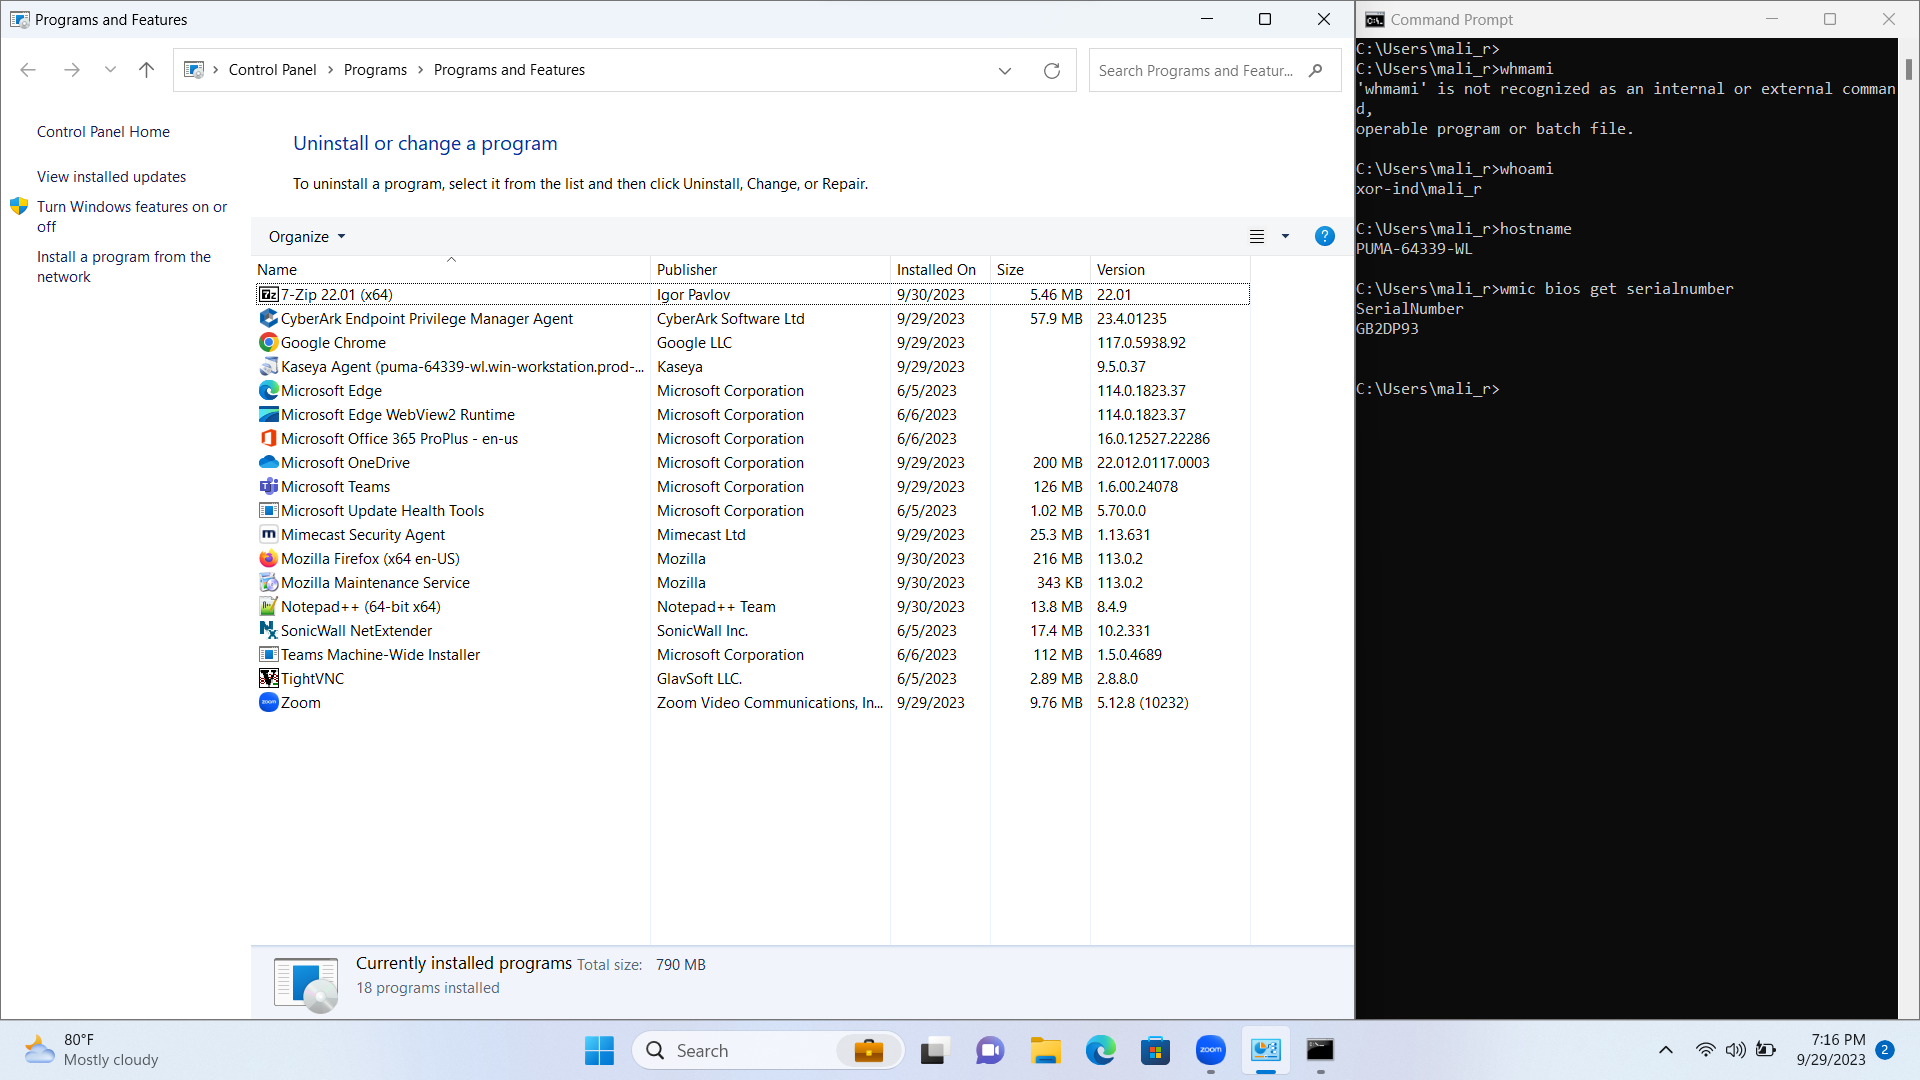 Programs and Features
Control Panel > Programs > Programs and Features
Search Programs and Featur...
Control Panel Home
View installed updates
Turn Windows features on or
off
Install a program from the
network
Uninstall or change a program
To uninstall a program, select it from the list and then click Uninstall, Change, or Repair.
Organize
Name Publisher Installed On Size Version
7-Zip 22.01 (x64) Igor Pavlov 9/30/2023 5.46 MB 22.01
CyberArk Endpoint Privilege Manager Agent CyberArk Software Ltd 9/29/2023 57.9 MB 23.4.01235
Google Chrome Google LLC 9/29/2023 117.0.5938.92
Kaseya Agent (puma-64339-wl.win-workstation.prod-... Kaseya 9/29/2023 9.5.0.37
Microsoft Edge Microsoft Corporation 6/5/2023 114.0.1823.37
Microsoft Edge WebView2 Runtime Microsoft Corporation 6/6/2023 114.0.1823.37
Microsoft Office 365 ProPlus - en-us Microsoft Corporation 6/6/2023 16.0.12527.22286
Microsoft OneDrive Microsoft Corporation 9/29/2023 200 MB 22.012.0117.0003
Microsoft Teams Microsoft Corporation 9/29/2023 126 MB 1.6.00.24078
Microsoft Update Health Tools Microsoft Corporation 6/5/2023 1.02 MB 5.70.0.0
Mimecast Security Agent Mimecast Ltd 9/29/2023 25.3 MB 1.13.631
Mozilla Firefox (x64 en-US) Mozilla 9/30/2023 216 MB 113.0.2
Mozilla Maintenance Service Mozilla 9/30/2023 343 KB 113.0.2
Notepad++ (64-bit x64) Notepad++ Team 9/30/2023 13.8 MB 8.4.9
SonicWall NetExtender SonicWall Inc. 6/5/2023 17.4 MB 10.2.331
Teams Machine-Wide Installer Microsoft Corporation 6/6/2023 112 MB 1.5.0.4689
TightVNC GlavSoft LLC. 6/5/2023 2.89 MB 2.8.8.0
Zoom Zoom Video Communications, In... 9/29/2023 9.76 MB 5.12.8 (10232)
Currently installed programs Total size: 790 MB
18 programs installed
Command Prompt
C:\Users\mali_r>
C:\Users\mali_r>whmami
'whmami' is not recognized as an internal or external comman
d,
operable program or batch file.
C:\Users\mali_r>whoami
xor-ind\mali_r
C:\Users\mali_r>hostname
PUMA-64339-WL
C:\Users\mali_r>wmic bios get serialnumber
SerialNumber
GB2DP93
C:\Users\mali_r>
80°F
Mostly cloudy
Search
zoom
7:16 PM
9/29/2023
2